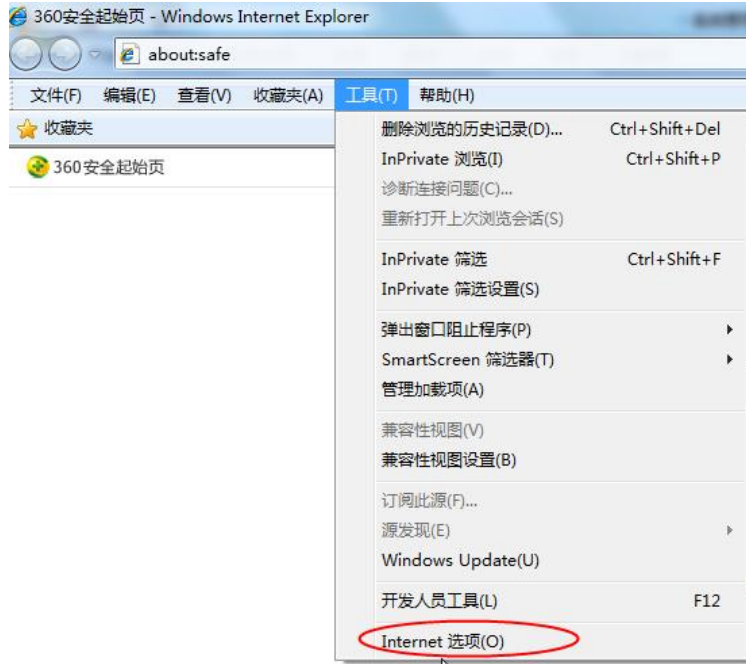 360安全起始页 - Windows Internet Explorer
about:safe
文件(F) 编辑(E) 查看(V) 收藏夹(A) 工具(T) 帮助(H)
收藏夹
360安全起始页
删除浏览的历史记录(D)... Ctrl+Shift+Del
InPrivate 浏览(I) Ctrl+Shift+P
诊断连接问题(C)...
重新打开上次浏览会话(S)
InPrivate 筛选 Ctrl+Shift+F
InPrivate 筛选设置(S)
弹出窗口阻止程序(P)
SmartScreen 筛选器(T)
管理加载项(A)
兼容性视图(V)
兼容性视图设置(B)
订阅此源(F)...
源发现(E)
Windows Update(U)
开发人员工具(L) F12
Internet 选项(O)